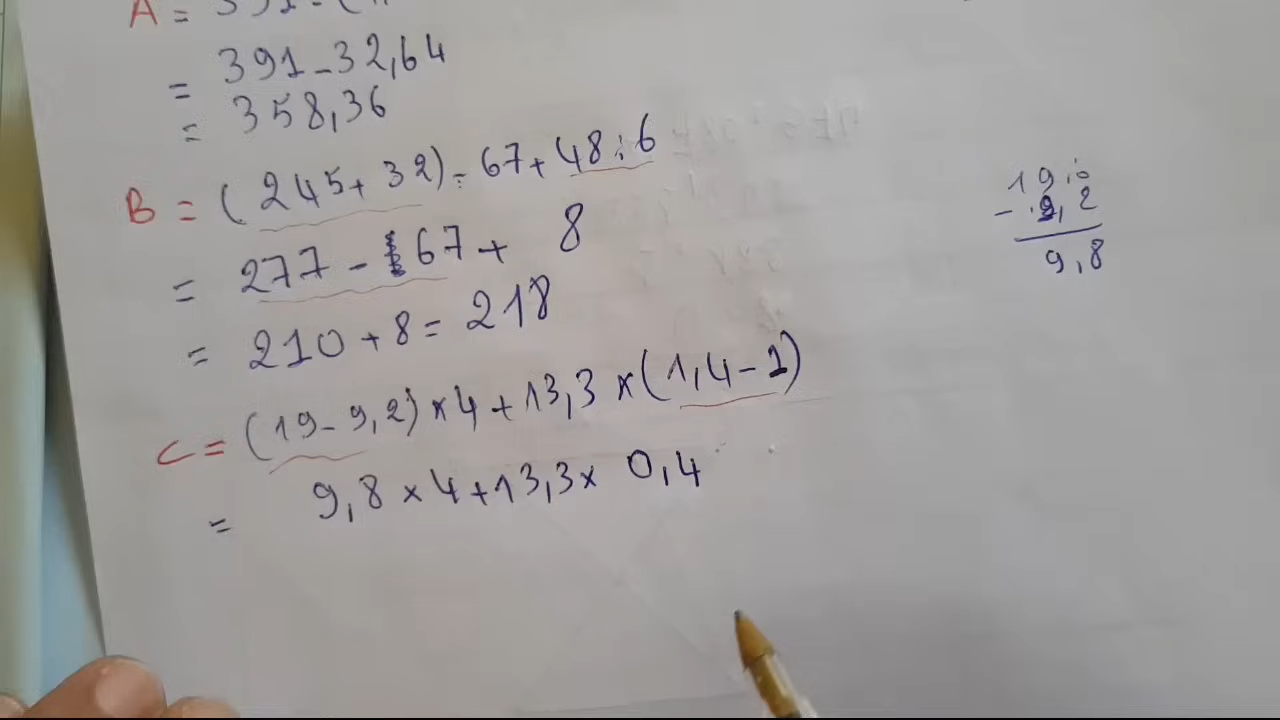 A = 391 - (
= 391 - 32,64
= 358,36
B = (245 + 32) - 67 + 48 : 6
= 277 - 67 + 8
= 210 + 8 = 218
C = (19 - 9,2) × 4 + 13,3 × (1,4 - 1)
= 9,8 × 4 + 13,3 × 0,4
19,0
- 9,2
9,8